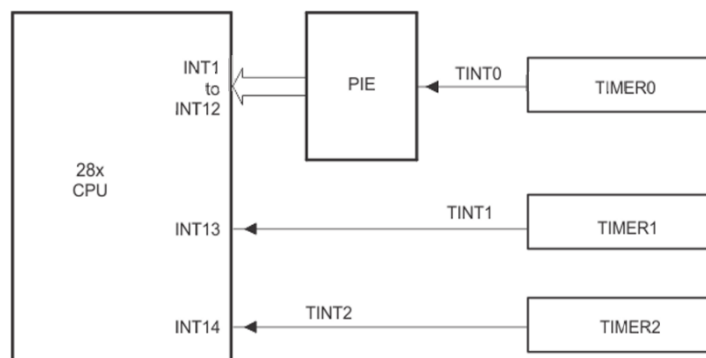 INT1
to
INT12
PIE
TINT0
TIMER0
28x
CPU
INT13
TINT1
TIMER1
INT14
TINT2
TIMER2